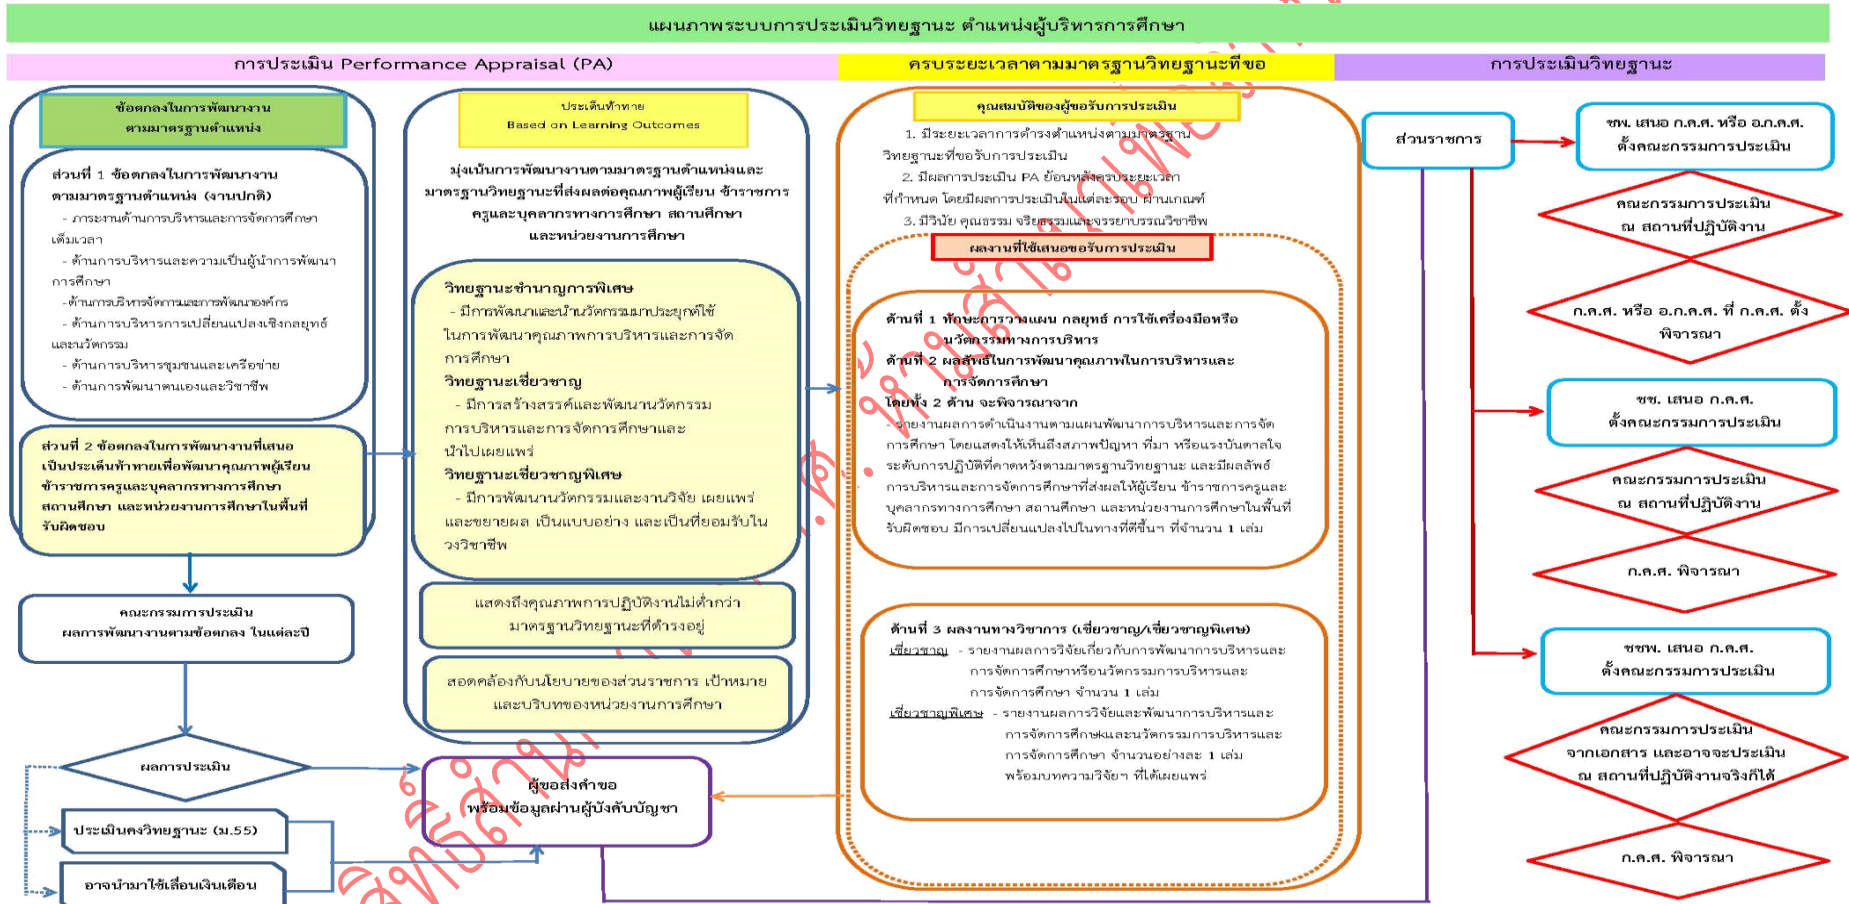 แผนภาพระบบการประเมินวิทยฐานะ ตำแหน่งผู้บริหารการศึกษา
การประเมิน Performance Appraisal (PA)
ครบระยะเวลาตามมาตรฐานวิทยฐานะที่ขอ
การประเมินวิทยฐานะ
ข้อตกลงในการพัฒนางาน
ตามมาตรฐานตำแหน่ง
ส่วนที่ 1 ข้อตกลงในการพัฒนางาน
ตามมาตรฐานตำแหน่ง (งานปกติ)
- ภาระงานด้านการบริหารและการจัดการศึกษา
เต็มเวลา
- ด้านการบริหารและความเป็นผู้นำการพัฒนา
การศึกษา
-ด้านการบริหารจัดการและการพัฒนาองค์กร
- ด้านการบริหารการเปลี่ยนแปลงเชิงกลยุทธ์
และนวัตกรรม
- ด้านการบริหารชุมชนและเครือข่าย
- ด้านการพัฒนาตนเองและวิชาชีพ
ส่วนที่ 2 ข้อตกลงในการพัฒนางานที่เสนอ
เป็นประเด็นท้าทายเพื่อพัฒนาคุณภาพผู้เรียน
ข้าราชการครูและบุคลากรทางการศึกษา
สถานศึกษา และหน่วยงานการศึกษาในพื้นที่
รับผิดชอบ
คณะกรรมการประเมิน
ผลการพัฒนางานตามข้อตกลง ในแต่ละปี
ผลการประเมิน
ประเมินคงวิทยฐานะ (ม.55)
อาจนำมาใช้เลื่อนเงินเดือน
ประเด็นท้าทาย
Based on Learning Outcomes
มุ่งเน้นการพัฒนางานตามมาตรฐานตำแหน่งและ
มาตรฐานวิทยฐานะที่ส่งผลต่อคุณภาพผู้เรียน ข้าราชการ
ครูและบุคลากรทางการศึกษา สถานศึกษา
และหน่วยงานการศึกษา
วิทยฐานะชำนาญการพิเศษ
- มีการพัฒนาและนำนวัตกรรมมาประยุกต์ใช้
ในการพัฒนาคุณภาพการบริหารและการจัด
การศึกษา
วิทยฐานะเชี่ยวชาญ
- มีการสร้างสรรค์และพัฒนานวัตกรรม
การบริหารและการจัดการศึกษาและ
นำไปเผยแพร่
วิทยฐานะเชี่ยวชาญพิเศษ
- มีการพัฒนานวัตกรรมและงานวิจัย เผยแพร่
และขยายผล เป็นแบบอย่าง และเป็นที่ยอมรับใน
วงวิชาชีพ
แสดงถึงคุณภาพการปฏิบัติงานไม่ต่ำกว่า
มาตรฐานวิทยฐานะที่ดำรงอยู่
สอดคล้องกับนโยบายของส่วนราชการ เป้าหมาย
และบริบทของหน่วยงานการศึกษา
ผู้ขอส่งคำขอ
พร้อมข้อมูลผ่านผู้บังคับบัญชา
คุณสมบัติของผู้ขอรับการประเมิน
1. มีระยะเวลาการดำรงตำแหน่งตามมาตรฐาน
วิทยฐานะที่ขอรับการประเมิน
2. มีผลการประเมิน PA ย้อนหลังครบระยะเวลา
ที่กำหนด โดยมีผลการประเมินในแต่ละรอบ ผ่านเกณฑ์
3. มีวินัย คุณธรรม จริยธรรมและจรรยาบรรณวิชาชีพ
ผลงานที่ใช้เสนอขอรับการประเมิน
ด้านที่ 1 ทักษะการวางแผน กลยุทธ์ การใช้เครื่องมือหรือ
นวัตกรรมทางการบริหาร
ด้านที่ 2 ผลลัพธ์ในการพัฒนาคุณภาพในการบริหารและ
การจัดการศึกษา
โดยทั้ง 2 ด้าน จะพิจารณาจาก
- รายงานผลการดำเนินงานตามแผนพัฒนาการบริหารและการจัด
การศึกษา โดยแสดงให้เห็นถึงสภาพปัญหา ที่มา หรือแรงบันดาลใจ
ระดับการปฏิบัติที่คาดหวังตามมาตรฐานวิทยฐานะ และมีผลลัพธ์
การบริหารและการจัดการศึกษาที่ส่งผลให้ผู้เรียน ข้าราชการครูและ
บุคลากรทางการศึกษา สถานศึกษา และหน่วยงานการศึกษาในพื้นที่
รับผิดชอบ มีการเปลี่ยนแปลงไปในทางที่ดีขึ้นฯ ที่จำนวน 1 เล่ม
ด้านที่ 3 ผลงานทางวิชาการ (เชี่ยวชาญ/เชี่ยวชาญพิเศษ)
เชี่ยวชาญ - รายงานผลการวิจัยเกี่ยวกับการพัฒนาการบริหารและ
การจัดการศึกษาหรือนวัตกรรมการบริหารและ
การจัดการศึกษา จำนวน 1 เล่ม
เชี่ยวชาญพิเศษ - รายงานผลการวิจัยและพัฒนาการบริหารและ
การจัดการศึกษkและนวัตกรรมการบริหารและ
การจัดการศึกษา จำนวนอย่างละ 1 เล่ม
พร้อมบทความวิจัยฯ ที่ได้เผยแพร่
ส่วนราชการ
ชพ. เสนอ ก.ค.ศ. หรือ อ.ก.ค.ศ.
ตั้งคณะกรรมการประเมิน
คณะกรรมการประเมิน
ณ สถานที่ปฏิบัติงาน
ก.ค.ศ. หรือ อ.ก.ค.ศ. ที่ ก.ค.ศ. ตั้ง
พิจารณา
ชช. เสนอ ก.ค.ศ.
ตั้งคณะกรรมการประเมิน
คณะกรรมการประเมิน
ณ สถานที่ปฏิบัติงาน
ก.ค.ศ. พิจารณา
ชชพ. เสนอ ก.ค.ศ.
ตั้งคณะกรรมการประเมิน
คณะกรรมการประเมิน
จากเอกสาร และอาจจะประเมิน
ณ สถานที่ปฏิบัติงานจริงก็ได้
ก.ค.ศ. พิจารณา